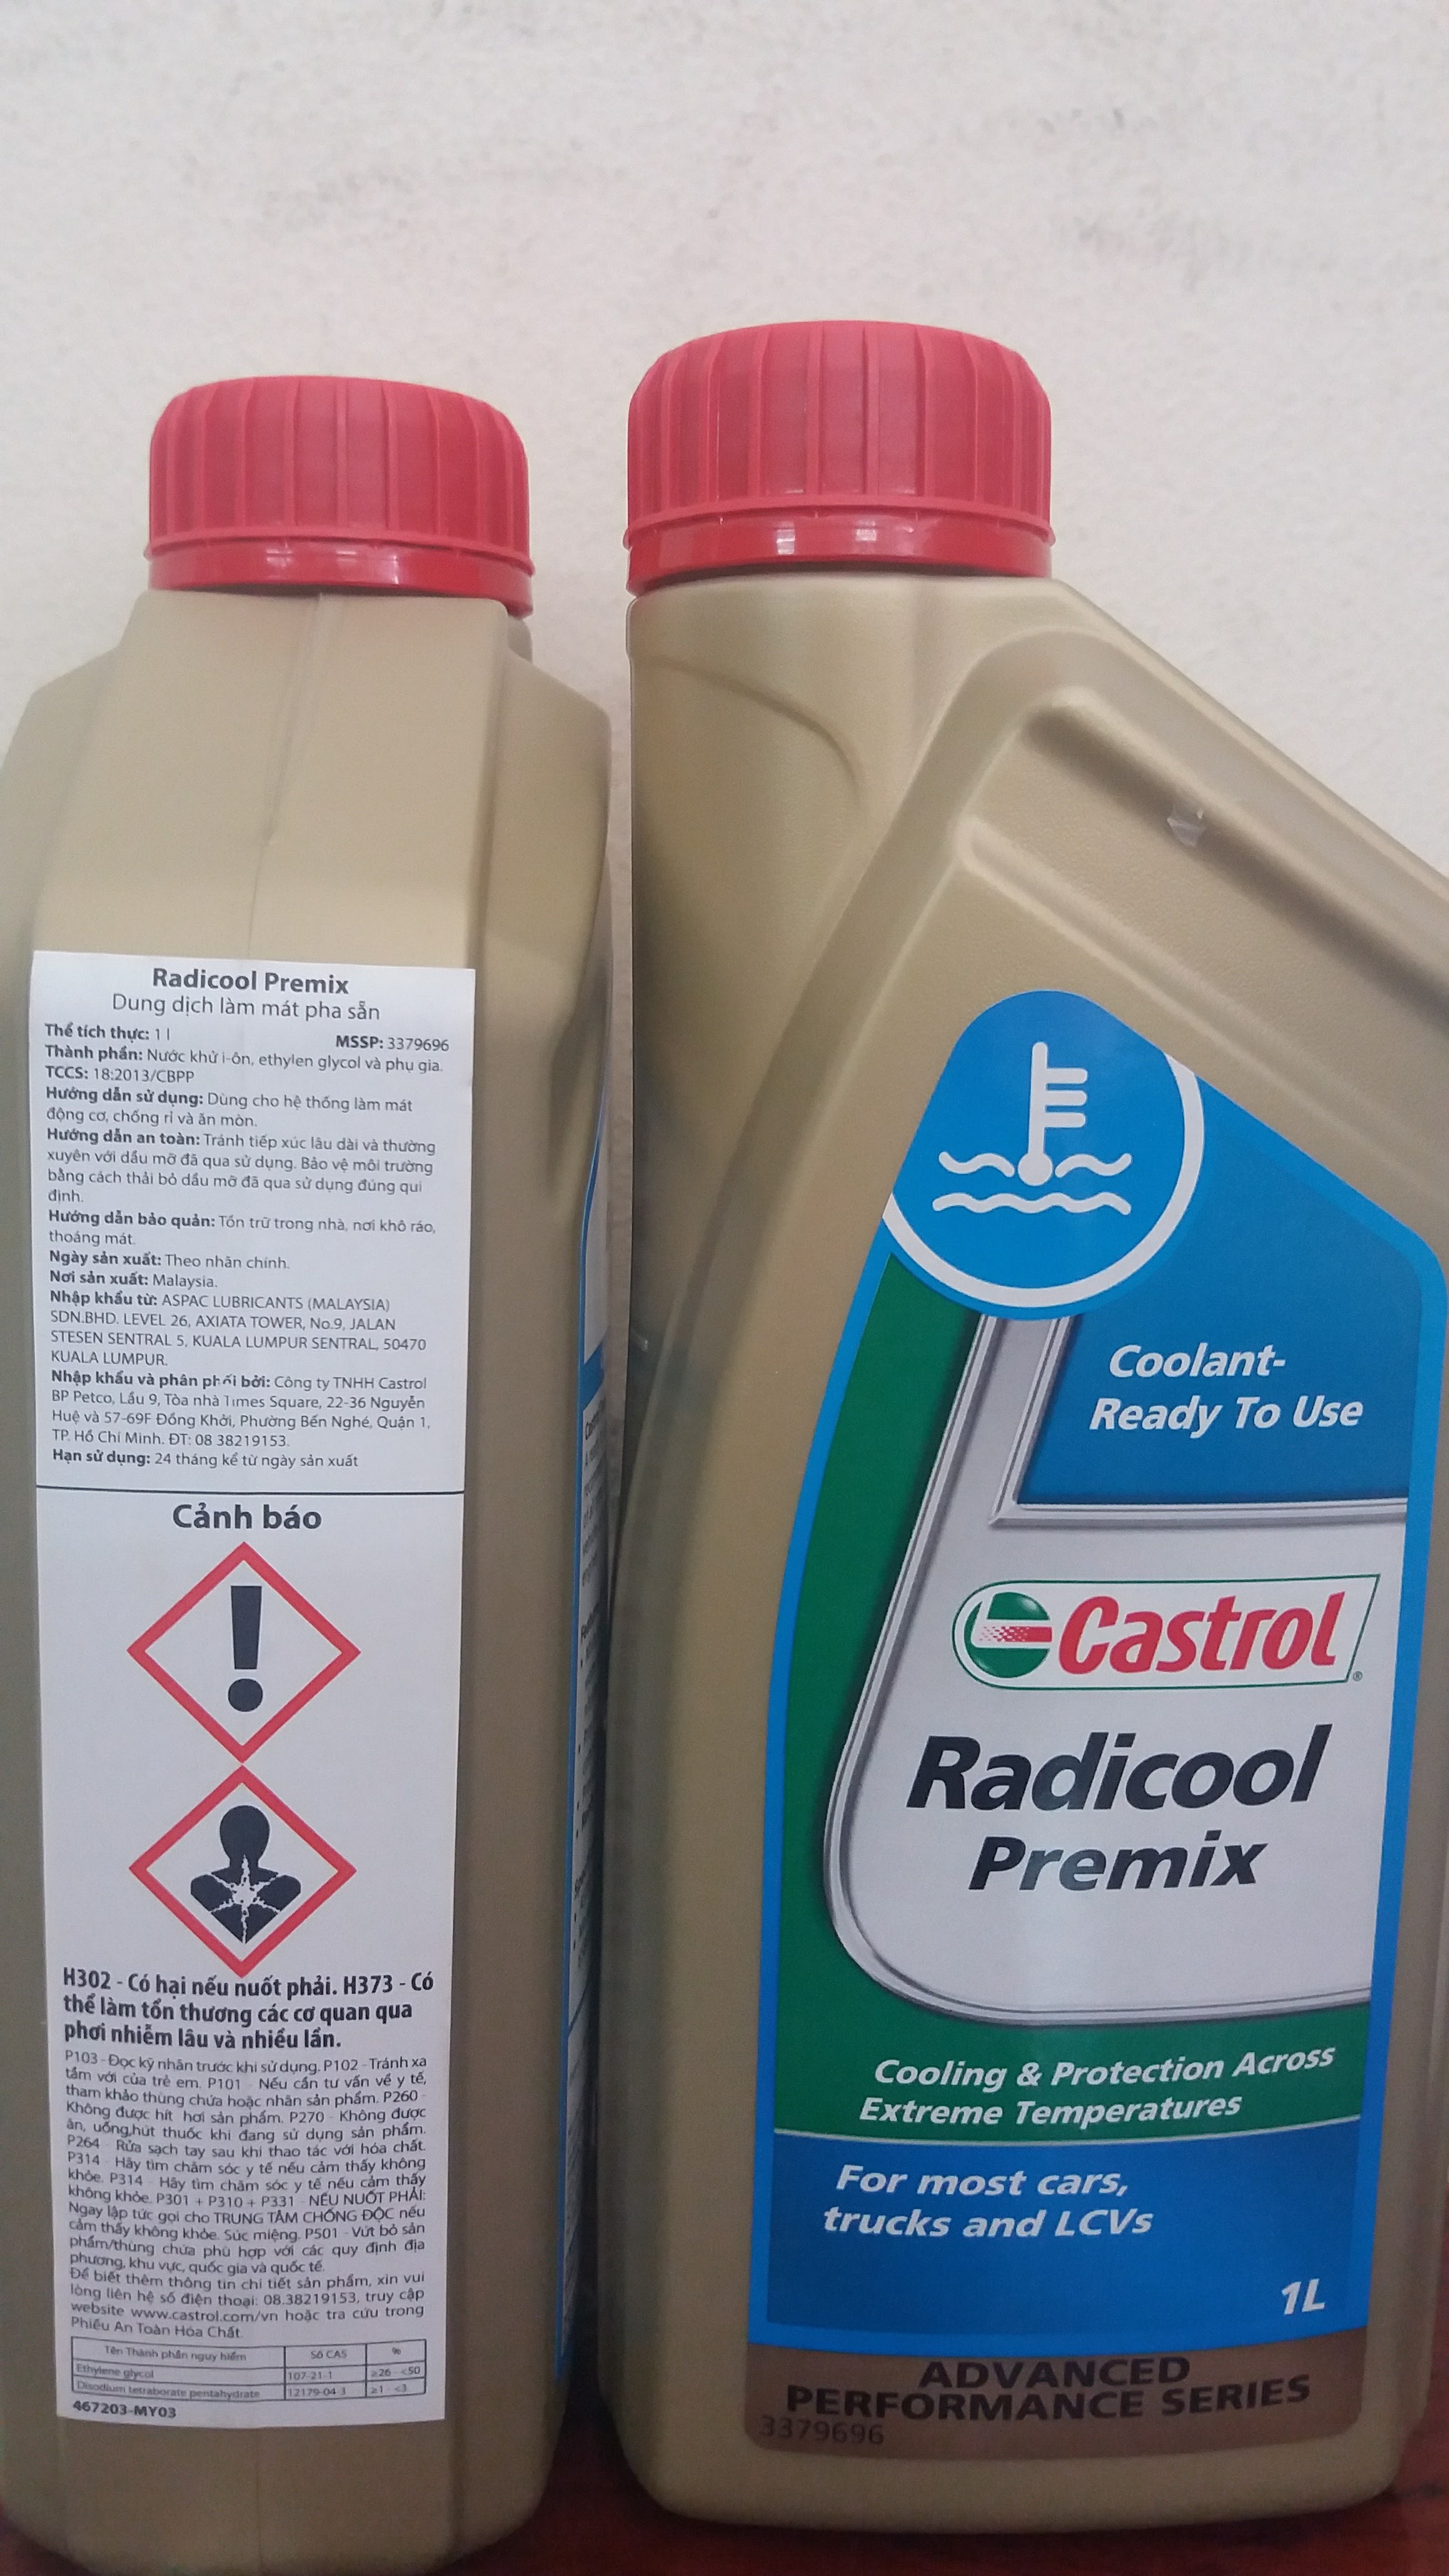 Radicool Premix
Dung dịch làm mát pha sẵn
Thể tích thực: 1 l
MSSP: 3379696
Thành phần: Nước khử i-ôn, ethylen glycol và phụ gia.
TCCS: 18:2013/CBPP
Hướng dẫn sử dụng: Dùng cho hệ thống làm mát
động cơ, chống rỉ và ăn mòn.
Hướng dẫn an toàn: Tránh tiếp xúc lâu dài và thường
xuyên với dầu mỡ đã qua sử dụng. Bảo vệ môi trường
bằng cách thải bỏ dầu mỡ đã qua sử dụng đúng qui
định.
Hướng dẫn bảo quản: Tồn trữ trong nhà, nơi khô ráo,
thoáng mát.
Ngày sản xuất: Theo nhãn chính.
Nơi sản xuất: Malaysia.
Nhập khẩu từ: ASPAC LUBRICANTS (MALAYSIA)
SDN.BHD. LEVEL 26, AXIATA TOWER, No.9, JALAN
STESEN SENTRAL 5, KUALA LUMPUR SENTRAL, 50470
KUALA LUMPUR.
Nhập khẩu và phân phối bởi: Công ty TNHH Castrol
BP Petco, Lầu 9, Tòa nhà Times Square, 22-36 Nguyễn
Huệ và 57-69F Đồng Khởi, Phường Bến Nghé, Quận 1,
TP. Hồ Chí Minh. ĐT: 08 38219153.
Hạn sử dụng: 24 tháng kể từ ngày sản xuất
Cảnh báo
H302 - Có hại nếu nuốt phải. H373 - Có
thể làm tổn thương các cơ quan qua
phơi nhiễm lâu và nhiều lần.
P103 - Đọc kỹ nhãn trước khi sử dụng. P102 - Tránh xa
tầm với của trẻ em. P101 - Nếu cần tư vấn về y tế,
tham khảo thùng chứa hoặc nhãn sản phẩm. P260 -
Không được hít hơi sản phẩm. P270 - Không được
ăn, uống,hút thuốc khi đang sử dụng sản phẩm.
P264 - Rửa sạch tay sau khi thao tác với hóa chất.
P314 - Hãy tìm chăm sóc y tế nếu cảm thấy không
khỏe. P314 - Hãy tìm chăm sóc y tế nếu cảm thấy
không khỏe. P301 + P310 + P331 - NẾU NUỐT PHẢI:
Ngay lập tức gọi cho TRUNG TÂM CHỐNG ĐỘC nếu
cảm thấy không khỏe. Súc miệng. P501 - Vứt bỏ sản
phẩm/thùng chứa phù hợp với các quy định địa
phương, khu vực, quốc gia và quốc tế.
Để biết thêm thông tin chi tiết sản phẩm, xin vui
lòng liên hệ số điện thoại: 08.38219153, truy cập
website www.castrol.com/vn hoặc tra cứu trong
Phiếu An Toàn Hóa Chất.
Tên Thành phần nguy hiểm Số CAS %
Ethylene glycol 107-21-1 ≥26 - <50
Disodium tetraborate pentahydrate 12179-04-3 ≥1 - <3
467203-MY03
Coolant-
Ready To Use
Castrol
Radicool
Premix
Cooling & Protection Across
Extreme Temperatures
For most cars,
trucks and LCVs
1L
ADVANCED
PERFORMANCE SERIES
3379696